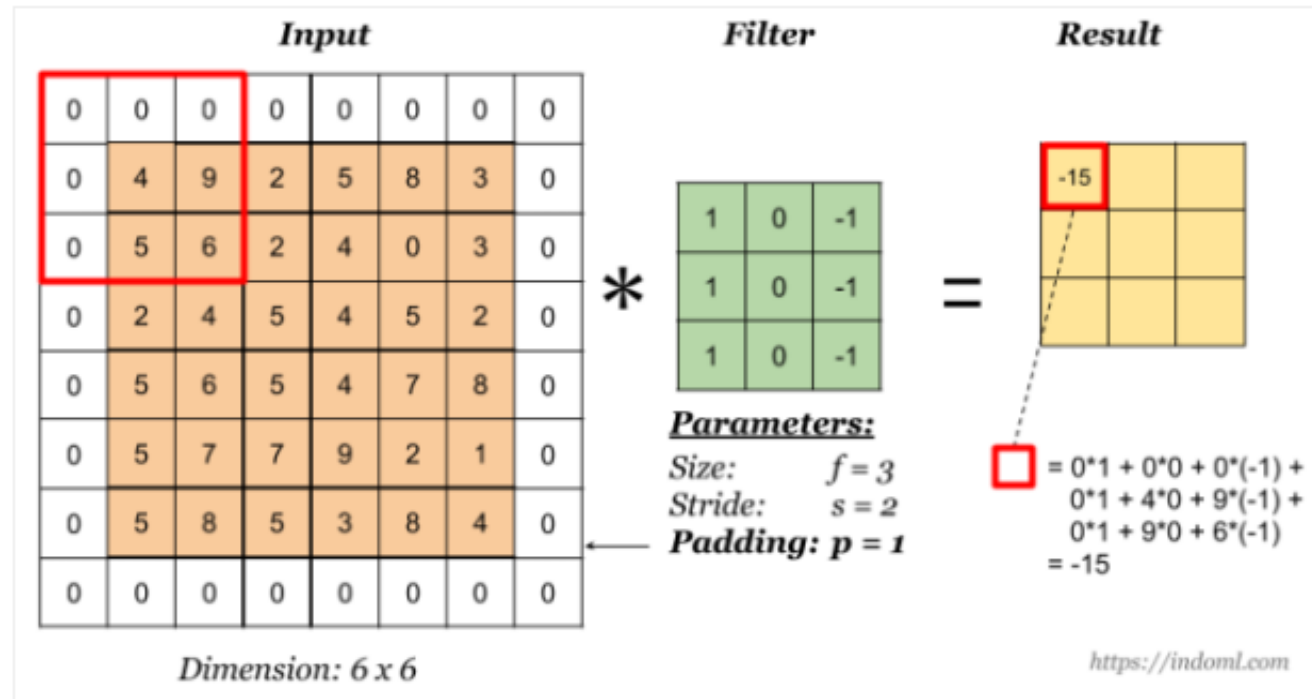 Input Filter Result
0 0 0 0 0 0 0 0
0 4 9 2 5 8 3 0
0 5 6 2 4 0 3 0
0 2 4 5 4 5 2 0
0 5 6 5 4 7 8 0
0 5 7 7 9 2 1 0
0 5 8 5 3 8 4 0
0 0 0 0 0 0 0 0
Dimension: 6 x 6
*
1 0 -1
1 0 -1
1 0 -1
Parameters:
Size: f = 3
Stride: s = 2
Padding: p = 1
=
-15
= 0*1 + 0*0 + 0*(-1) +
0*1 + 4*0 + 9*(-1) +
0*1 + 9*0 + 6*(-1)
= -15
https://indoml.com